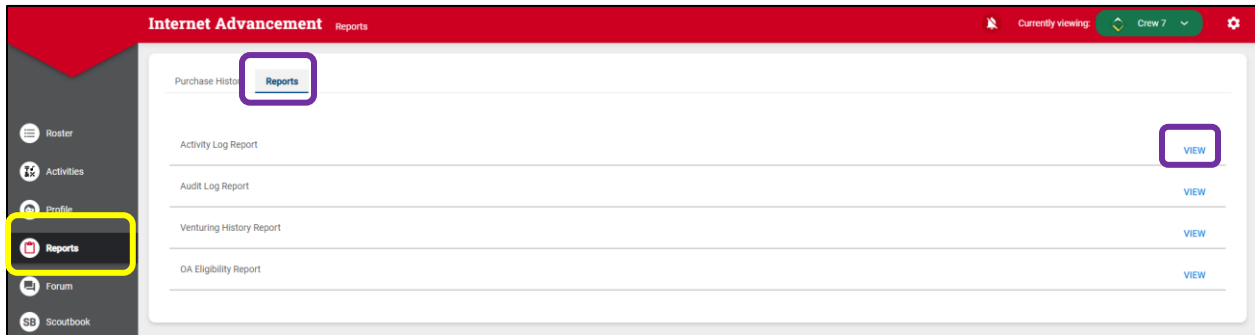 Internet Advancement Reports
Currently viewing: Crew 7
Purchase Histor Reports
Roster
Activities
Profile
Reports
Forum
SB Scoutbook
Activity Log Report VIEW
Audit Log Report VIEW
Venturing History Report VIEW
OA Eligibility Report VIEW